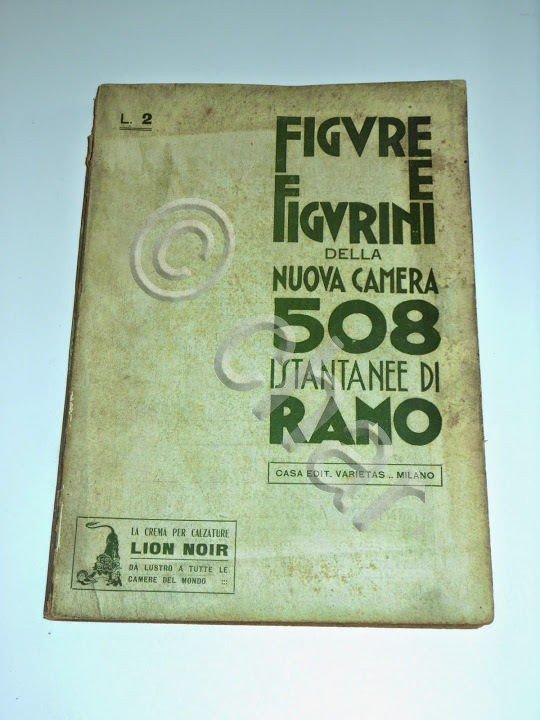 L. 2
FIGVRE
E
FIGVRINI
DELLA
NUOVA CAMERA
508
ISTANTANEE DI
RAMO
CASA EDIT. VARIETAS .. MILANO
LA CREMA PER CALZATURE
LION NOIR
DÀ LUSTRO A TUTTE LE
CAMERE DEL MONDO :::
©